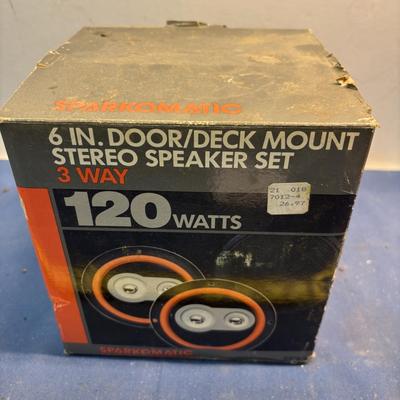 SPARKOMATIC
6 IN. DOOR/DECK MOUNT
STEREO SPEAKER SET
3 WAY
120 WATTS
21 018
7012-4
26.97
SPARKOMATIC